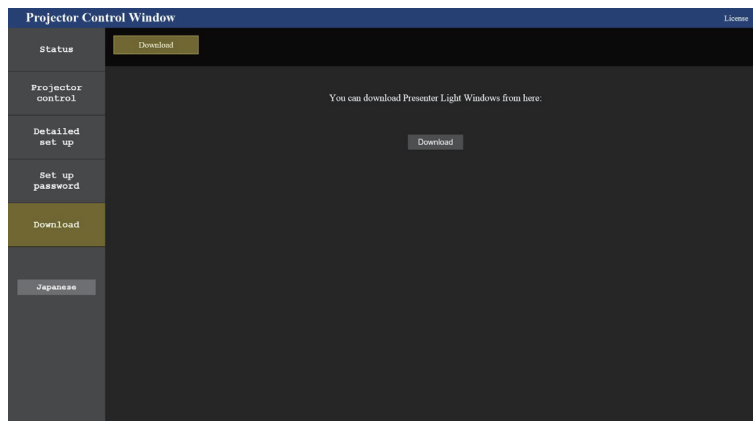 Projector Control Window
License
Status
Download
Projector
control
You can download Presenter Light Windows from here:
Detailed
set up
Download
Set up
password
Download
Japanese